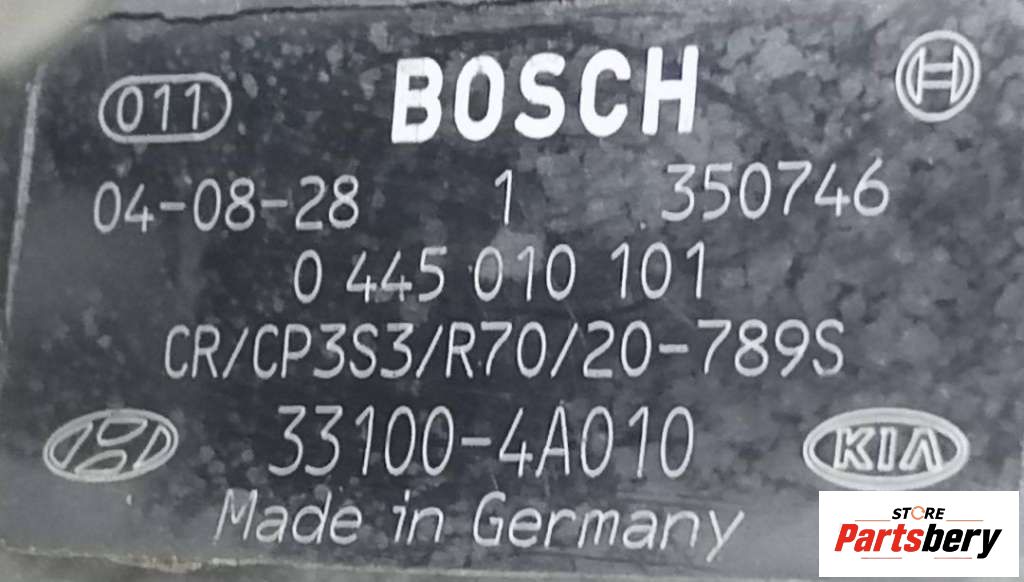 011 BOSCH
04-08-28 1 350746
0 445 010 101
CR/CP3S3/R70/20-789S
33100-4A010 KIA
Made in Germany
STORE
Partsbery